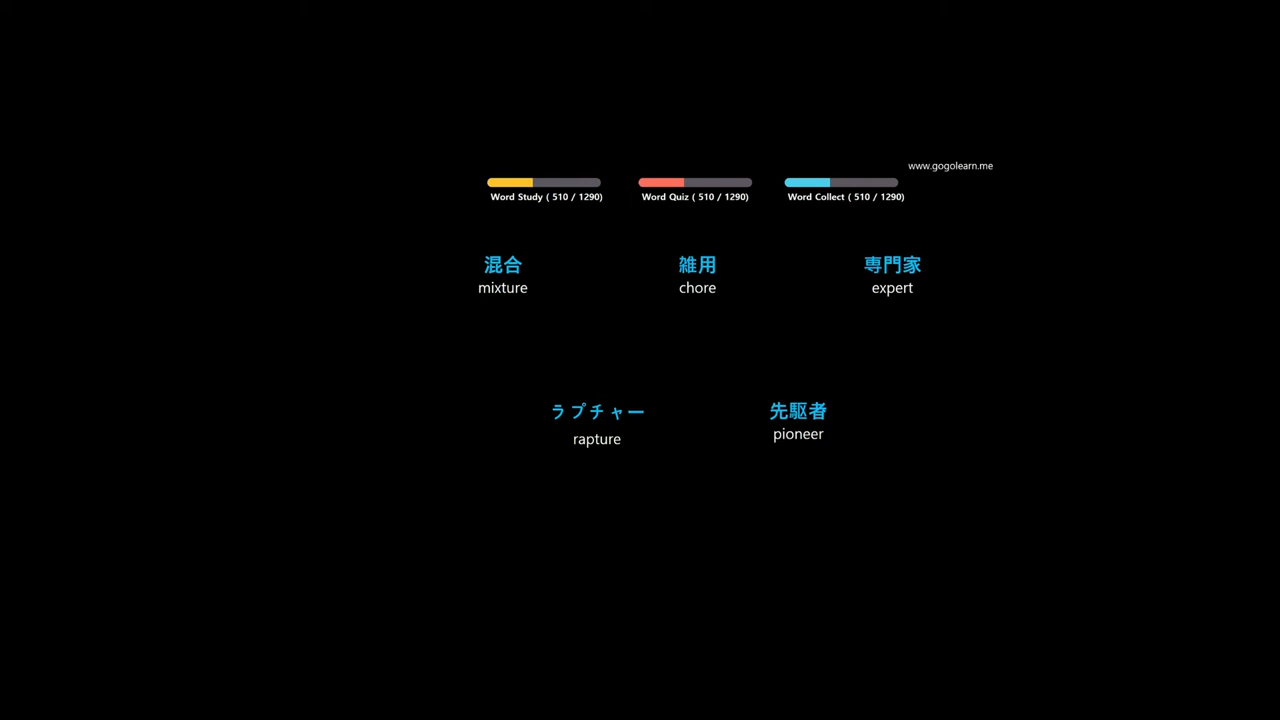 www.gogolearn.me
Word Study ( 510 / 1290)
Word Quiz ( 510 / 1290)
Word Collect ( 510 / 1290)
混合
mixture
雑用
chore
専門家
expert
ラプチャー
rapture
先駆者
pioneer